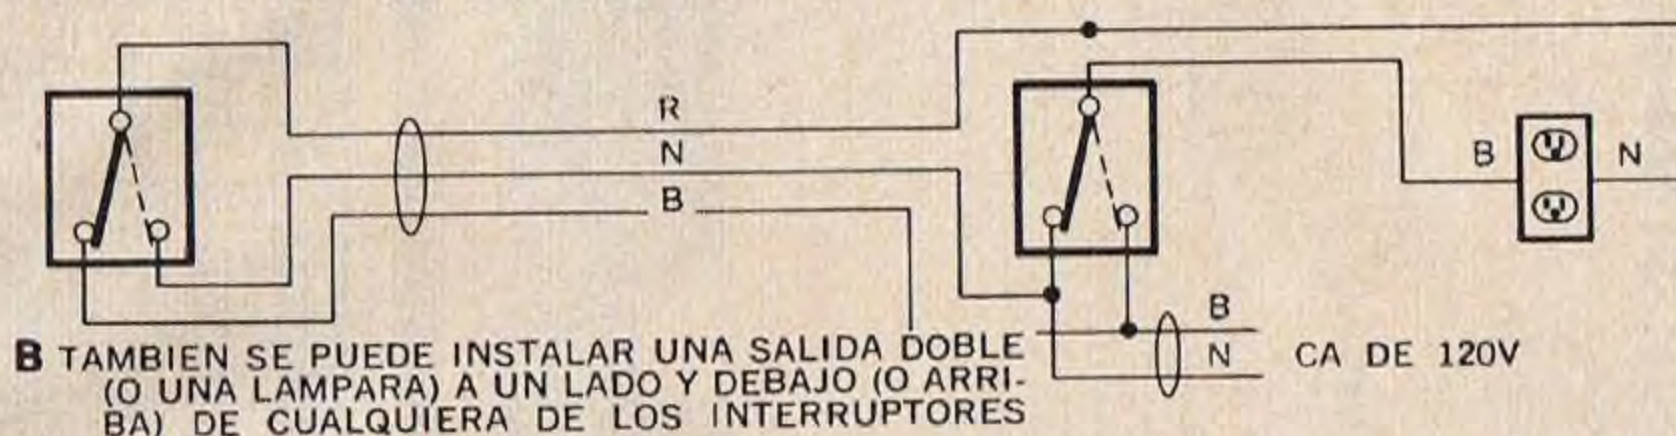 R
N
B
B N
B
N CA DE 120V
B TAMBIEN SE PUEDE INSTALAR UNA SALIDA DOBLE
(O UNA LAMPARA) A UN LADO Y DEBAJO (O ARRI-
BA) DE CUALQUIERA DE LOS INTERRUPTORES